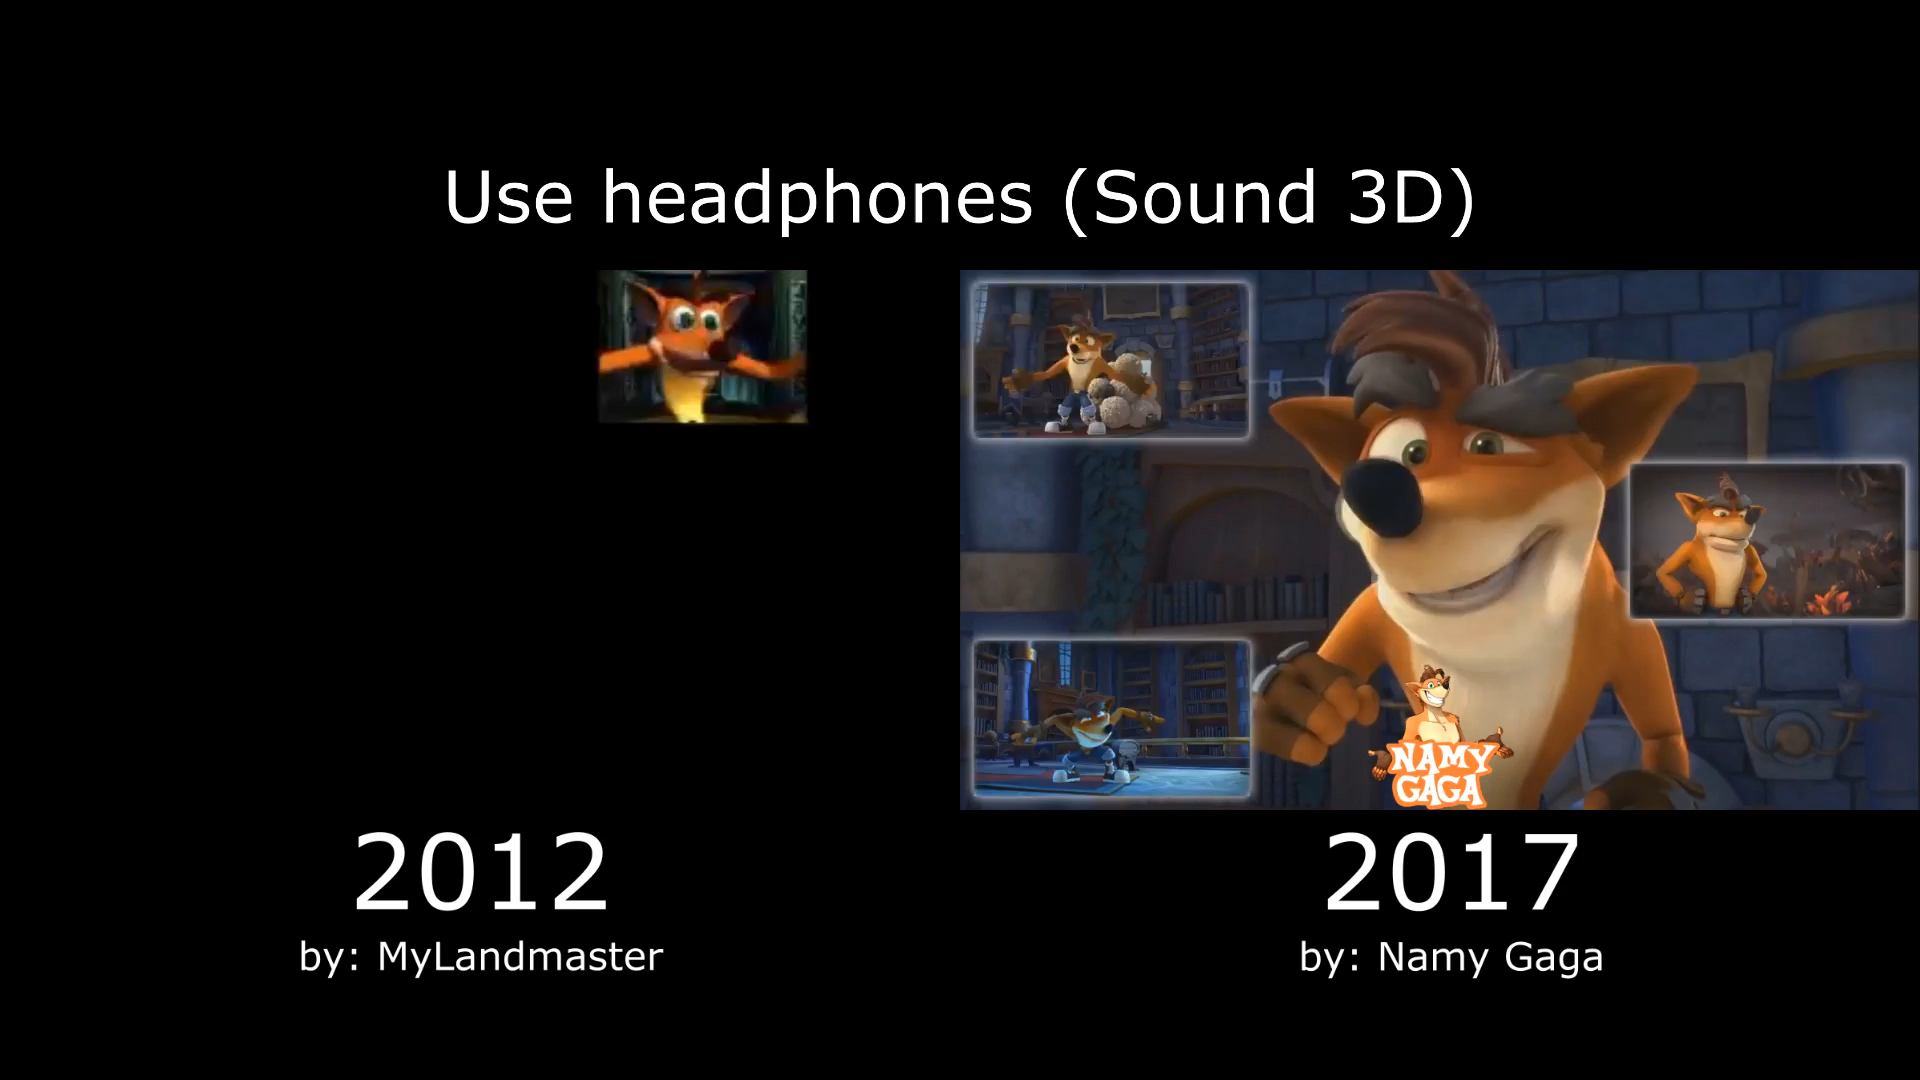 Use headphones (Sound 3D)
NAMY
GAGA
2012
2017
by: MyLandmaster
by: Namy Gaga